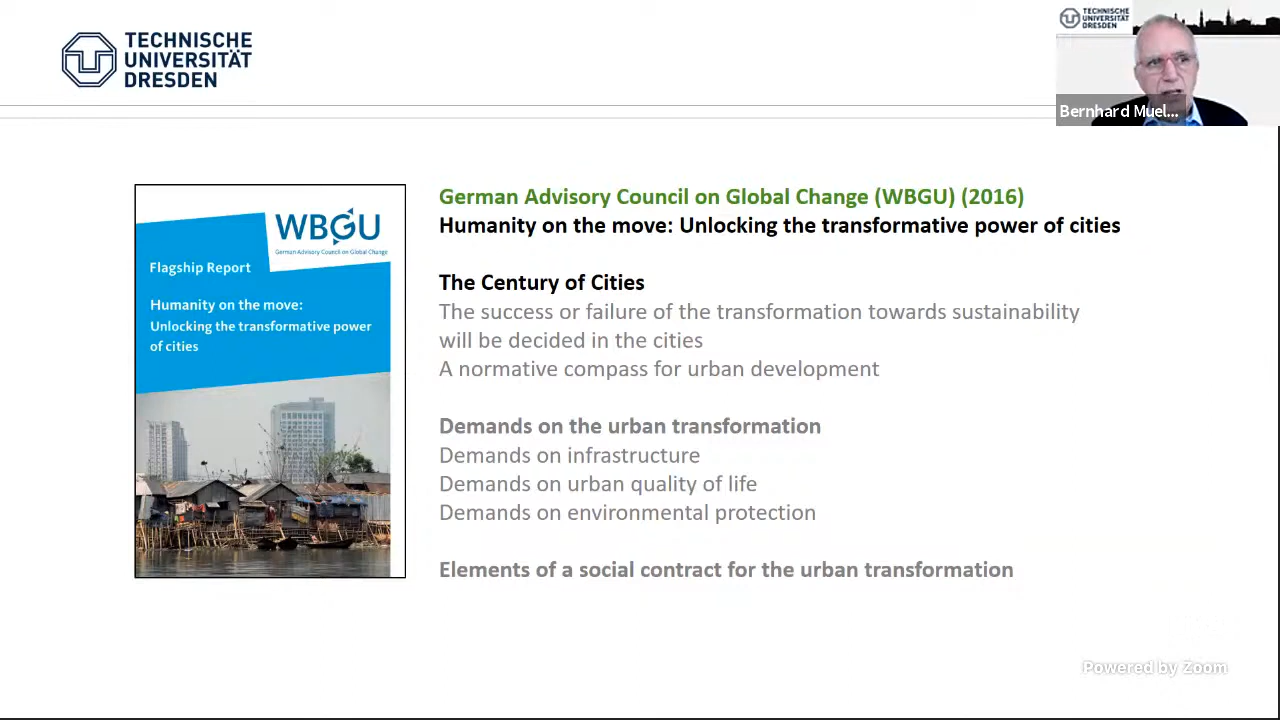 TECHNISCHE
UNIVERSITÄT
DRESDEN
TECHNISCHE
UNIVERSITÄT
DRESDEN
Bernhard Muel...
WBGU
German Advisory Council on Global Change
Flagship Report
Humanity on the move:
Unlocking the transformative power
of cities
German Advisory Council on Global Change (WBGU) (2016)
Humanity on the move: Unlocking the transformative power of cities
The Century of Cities
The success or failure of the transformation towards sustainability
will be decided in the cities
A normative compass for urban development
Demands on the urban transformation
Demands on infrastructure
Demands on urban quality of life
Demands on environmental protection
Elements of a social contract for the urban transformation
Powered by Zoom